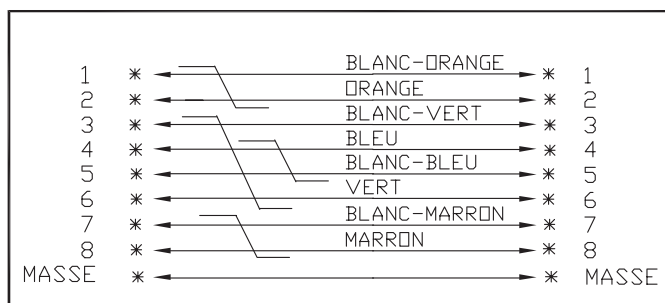 BLANC-ORANGE
1 * * 1
ORANGE
2 * * 2
BLANC-VERT
3 * * 3
BLEU
4 * * 4
BLANC-BLEU
5 * * 5
VERT
6 * * 6
BLANC-MARRON
7 * * 7
MARRON
8 * * 8
MASSE * * MASSE